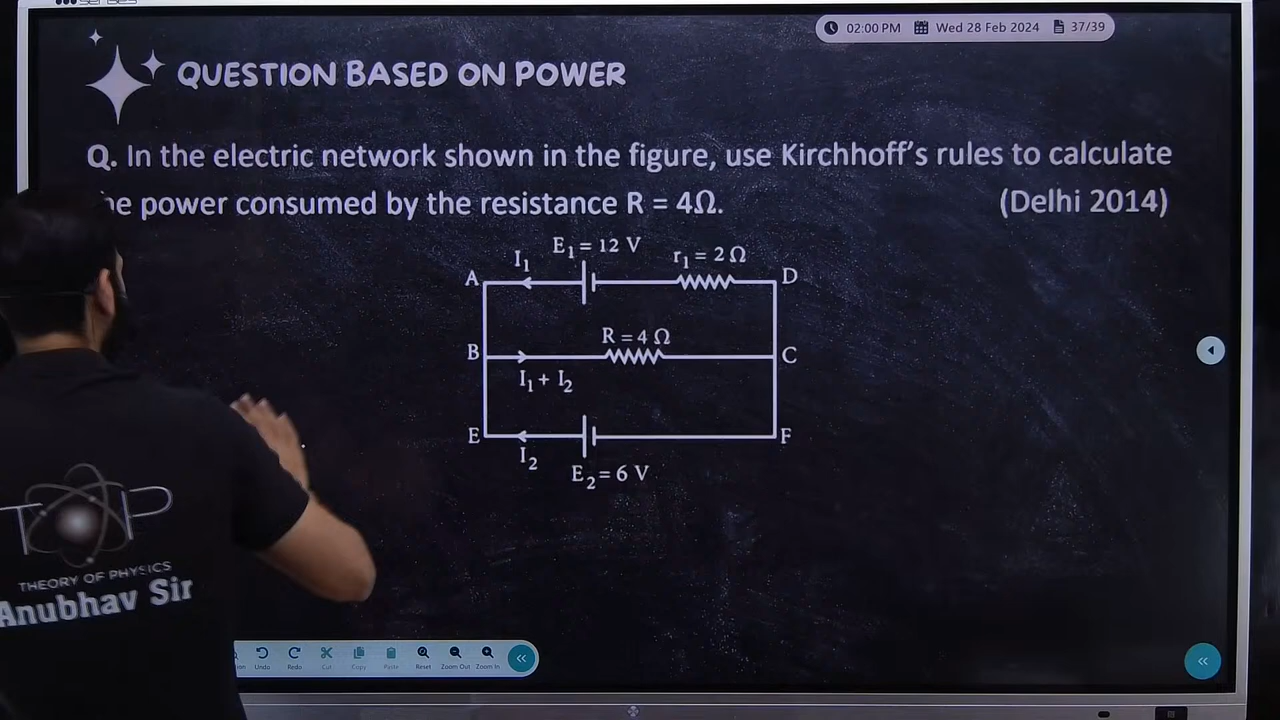 02:00 PM Wed 28 Feb 2024 37/39
QUESTION BASED ON POWER
Q. In the electric network shown in the figure, use Kirchhoff's rules to calculate
he power consumed by the resistance R = 4Ω.
(Delhi 2014)
E₁ = 12 V
I₁
r₁ = 2 Ω
A
D
R = 4 Ω
B
C
I₁ + I₂
E
F
I₂
E₂ = 6 V
THEORY OF PHYSICS
Anubhav Sir
Undo Redo Cut Copy Paste Reset Zoom Out Zoom In